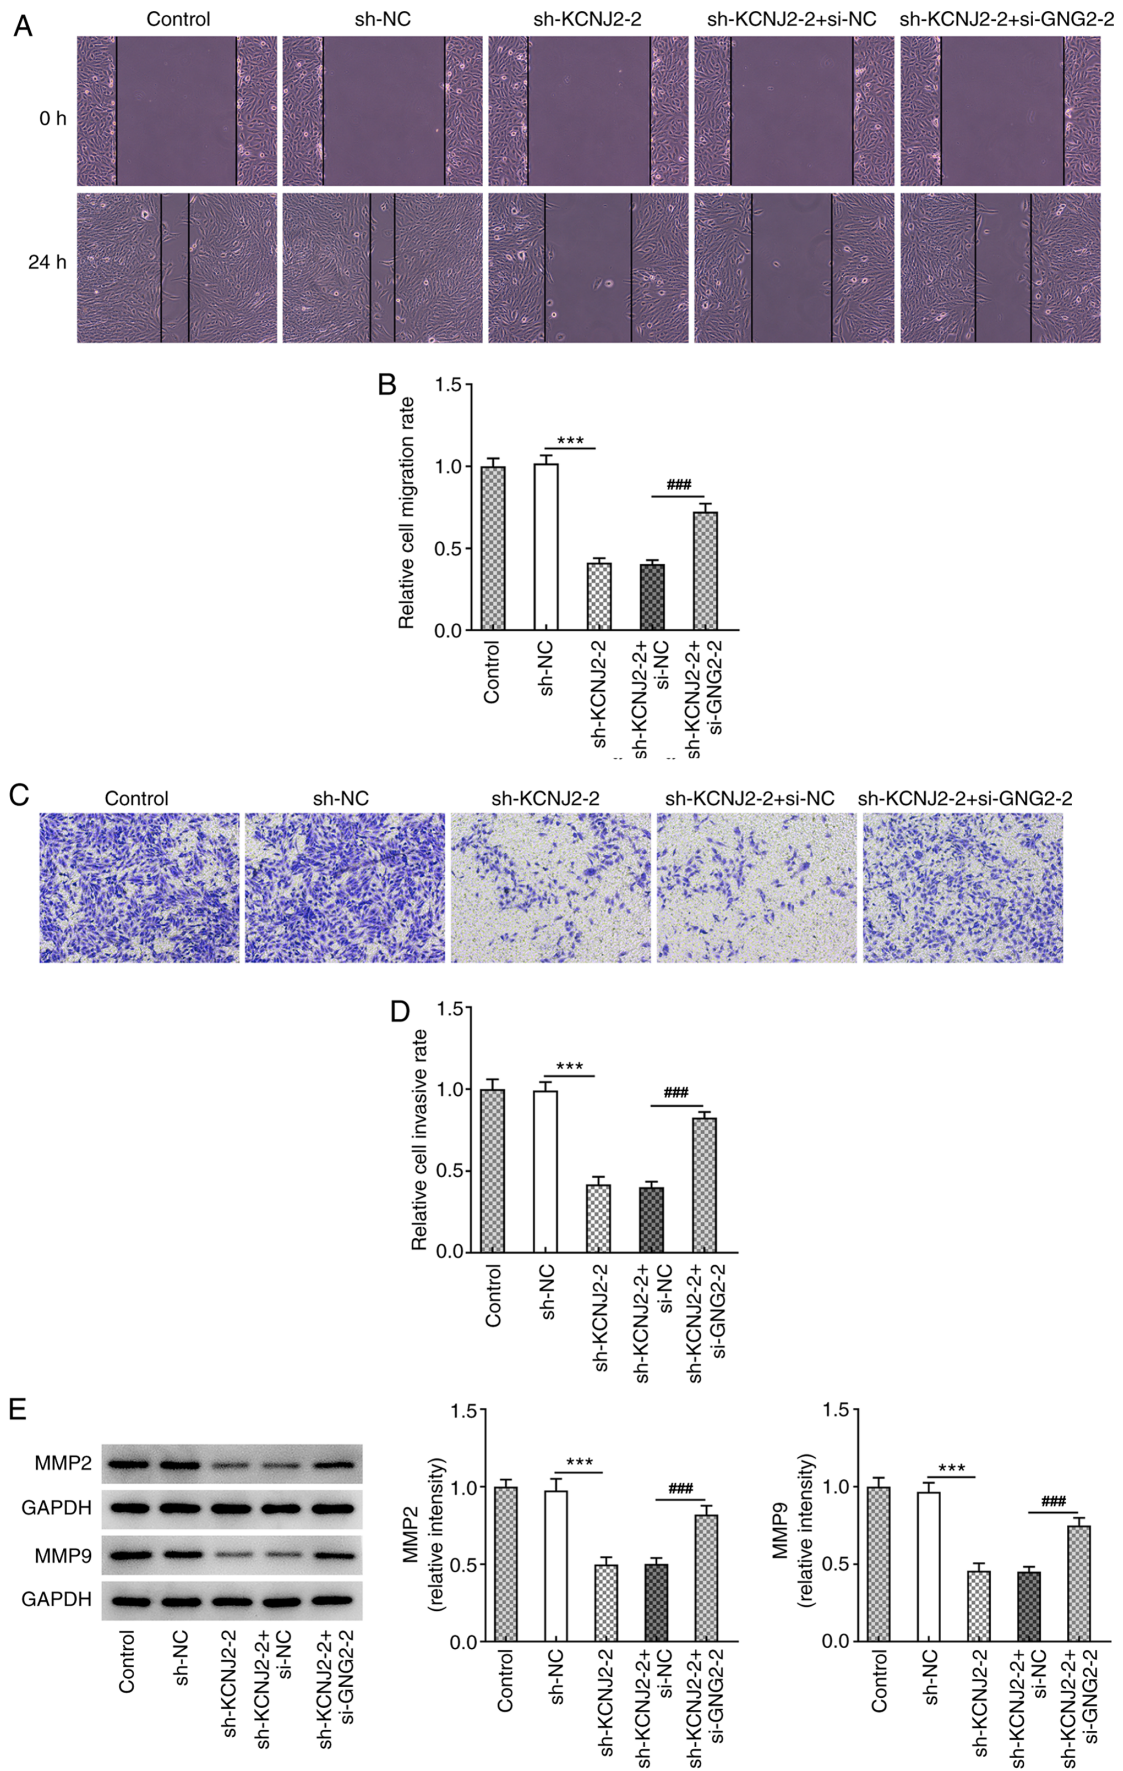 A
Control
sh-NC
sh-KCNJ2-2
sh-KCNJ2-2+si-NC
sh-KCNJ2-2+si-GNG2-2
0 h
24 h
B
Relative cell migration rate
1.5
1.0
0.5
0.0
***
###
Control
sh-NC
sh-KCNJ2-2
sh-KCNJ2-2+
si-NC
sh-KCNJ2-2+
si-GNG2-2
C
Control
sh-NC
sh-KCNJ2-2
sh-KCNJ2-2+si-NC
sh-KCNJ2-2+si-GNG2-2
D
Relative cell invasive rate
1.5
1.0
0.5
0.0
***
###
Control
sh-NC
sh-KCNJ2-2
sh-KCNJ2-2+
si-NC
sh-KCNJ2-2+
si-GNG2-2
E
MMP2
GAPDH
MMP9
GAPDH
Control
sh-NC
sh-KCNJ2-2
sh-KCNJ2-2+
si-NC
sh-KCNJ2-2+
si-GNG2-2
MMP2
(relative intensity)
1.5
1.0
0.5
0.0
***
###
Control
sh-NC
sh-KCNJ2-2
sh-KCNJ2-2+
si-NC
sh-KCNJ2-2+
si-GNG2-2
MMP9
(relative intensity)
1.5
1.0
0.5
0.0
***
###
Control
sh-NC
sh-KCNJ2-2
sh-KCNJ2-2+
si-NC
sh-KCNJ2-2+
si-GNG2-2